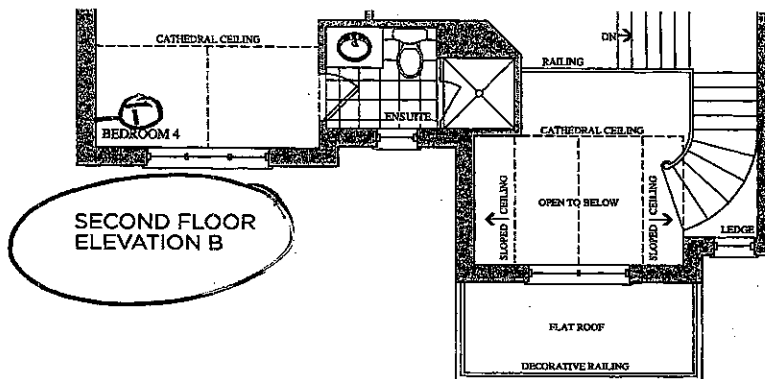 CATHEDRAL CEILING
BEDROOM 4
ENSUITE
DN
RAILING
CATHEDRAL CEILING
OPEN TO BELOW
SLOPED CEILING
SLOPED CEILING
LEDGE
SECOND FLOOR
ELEVATION B
FLAT ROOF
DECORATIVE RAILING